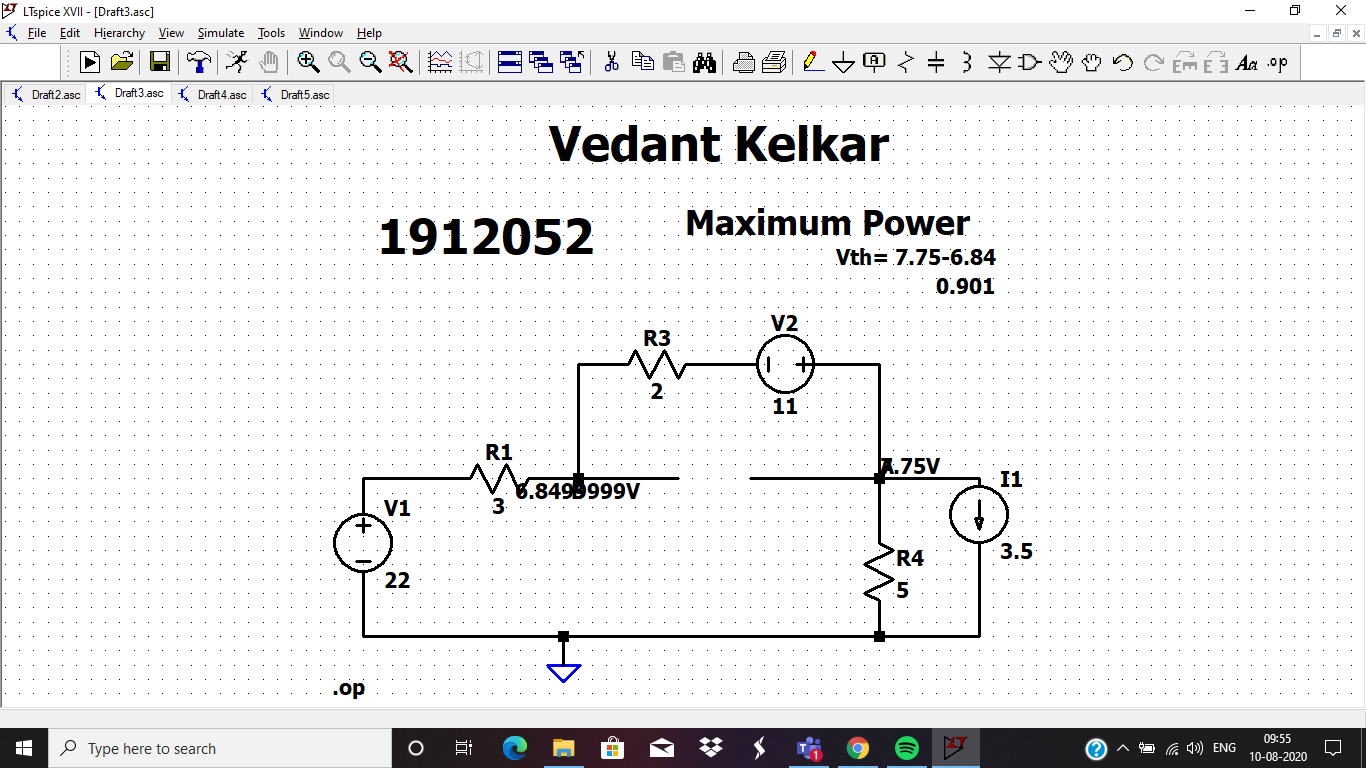 LTspice XVII - [Draft3.asc]
File Edit Hierarchy View Simulate Tools Window Help
.op
Draft2.asc Draft3.asc Draft4.asc Draft5.asc
Vedant Kelkar
1912052
Maximum Power
Vth= 7.75-6.84
0.901
V2
R3
2
11
R1
3
6.8499999V
7.75V
I1
3.5
V1
22
R4
5
.op
Type here to search
1
ENG
09:55
10-08-2020